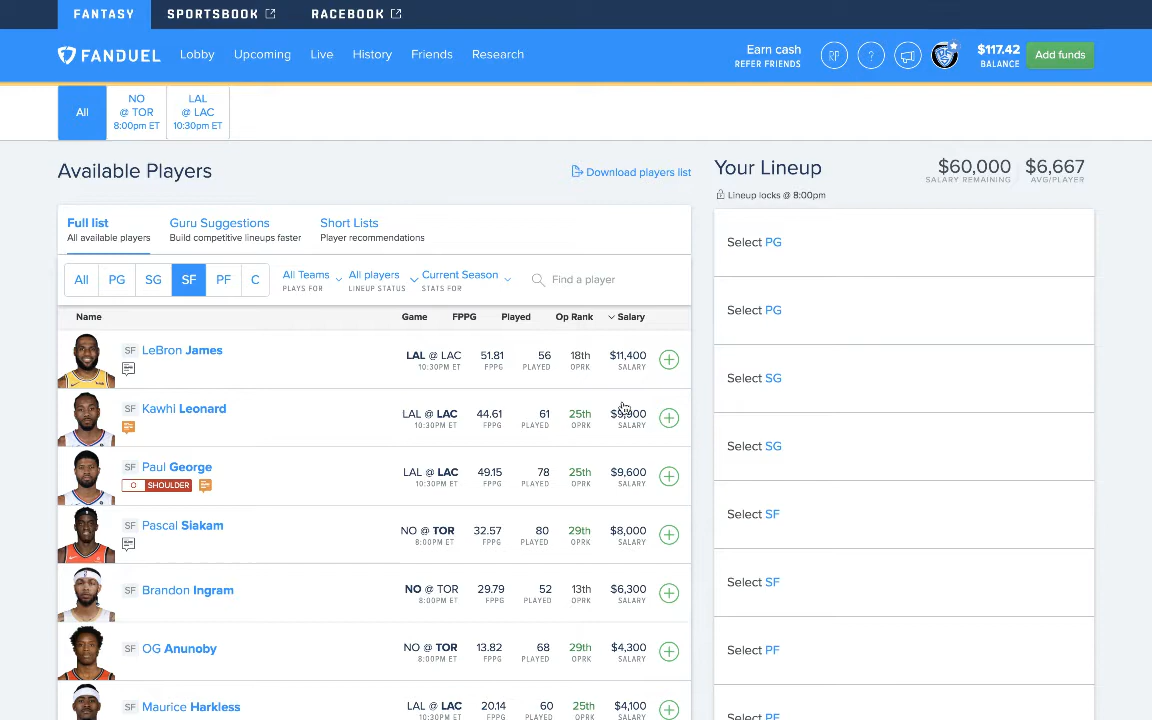 FANTASY SPORTSBOOK RACEBOOK
FANDUEL Lobby Upcoming Live History Friends Research
Earn cash
REFER FRIENDS
RP
?
$117.42
BALANCE
Add funds
All
NO
@ TOR
8:00pm ET
LAL
@ LAC
10:30pm ET
Available Players
Download players list
Full list
All available players
Guru Suggestions
Build competitive lineups faster
Short Lists
Player recommendations
All PG SG SF PF C
All Teams
PLAYS FOR
All players
LINEUP STATUS
Current Season
STATS FOR
Find a player
Name Game FPPG Played Op Rank Salary
SF LeBron James LAL @ LAC 51.81 56 18th $11,400
10:30PM ET FPPG PLAYED OPRK SALARY
SF Kawhi Leonard LAL @ LAC 44.61 61 25th $9,900
10:30PM ET FPPG PLAYED OPRK SALARY
SF Paul George LAL @ LAC 49.15 78 25th $9,600
O SHOULDER 10:30PM ET FPPG PLAYED OPRK SALARY
SF Pascal Siakam NO @ TOR 32.57 80 29th $8,000
8:00PM ET FPPG PLAYED OPRK SALARY
SF Brandon Ingram NO @ TOR 29.79 52 13th $6,300
8:00PM ET FPPG PLAYED OPRK SALARY
SF OG Anunoby NO @ TOR 13.82 68 29th $4,300
8:00PM ET FPPG PLAYED OPRK SALARY
SF Maurice Harkless LAL @ LAC 20.14 60 25th $4,100
10:30PM ET FPPG PLAYED OPRK SALARY
Your Lineup
$60,000
SALARY REMAINING
$6,667
AVG/PLAYER
Lineup locks @ 8:00pm
Select PG
Select PG
Select SG
Select SG
Select SF
Select SF
Select PF
Select PF